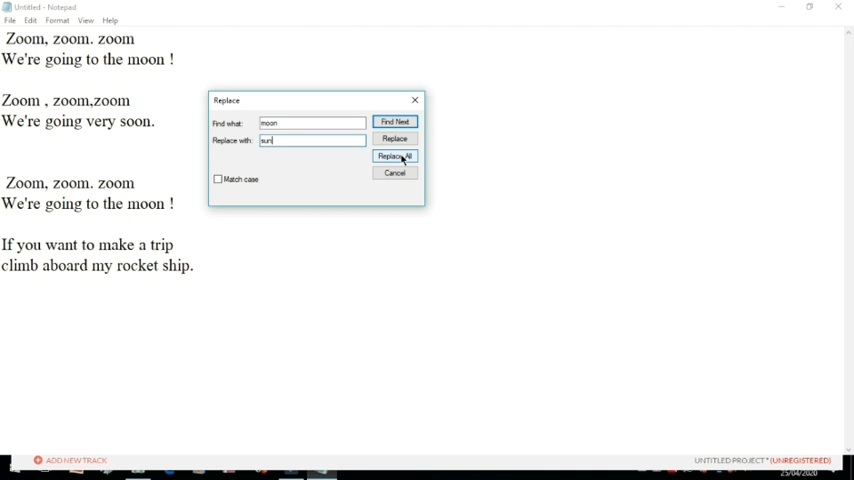 Untitled - Notepad
File Edit Format View Help
Zoom, zoom. zoom
We're going to the moon !
Zoom , zoom,zoom
We're going very soon.
Zoom, zoom. zoom
We're going to the moon !
If you want to make a trip
climb aboard my rocket ship.
Replace
Find what: moon Find Next
Replace with: sun Replace
Replace All
Match case Cancel
ADD NEW TRACK UNTITLED PROJECT* (UNREGISTERED)
25/04/2020